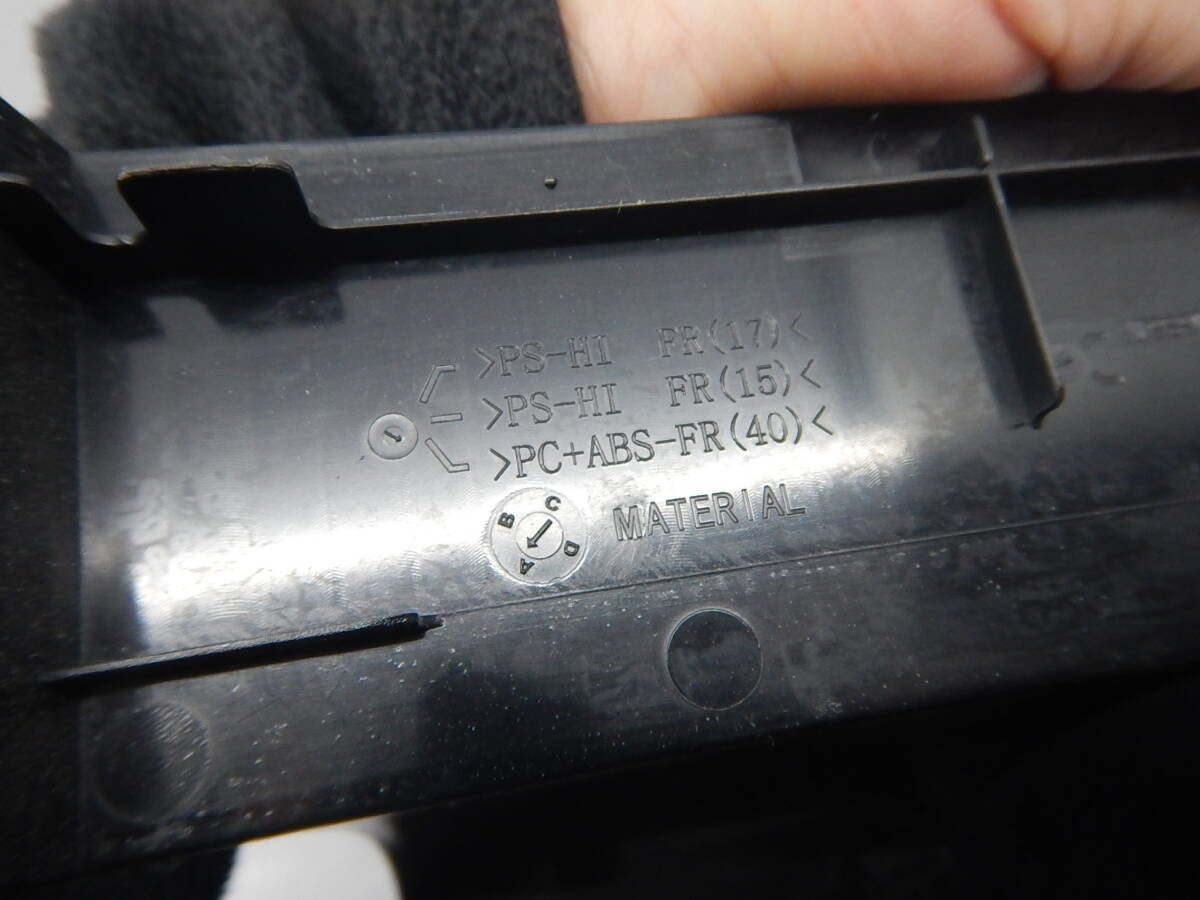 >PS-HI FR(17)<
>PS-HI FR(15)<
>PC+ABS-FR(40)<
MATERIAL
C
B
D
A